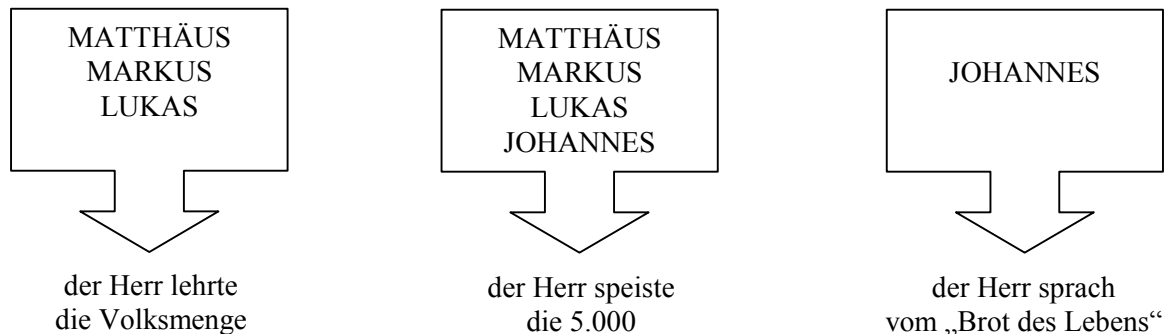 MATTHÄUS
MARKUS
LUKAS
der Herr lehrte
die Volksmenge
MATTHÄUS
MARKUS
LUKAS
JOHANNES
der Herr speiste
die 5.000
JOHANNES
der Herr sprach
vom „Brot des Lebens“